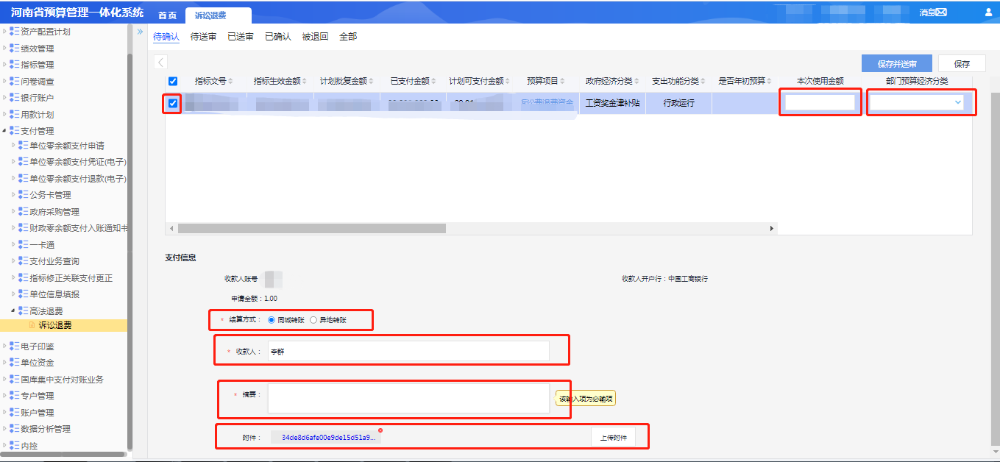 河南省预算管理一体化系统
首页
诉讼退费
消息
资产配置计划
绩效管理
指标管理
问卷调查
银行账户
用款计划
支付管理
单位零余额支付申请
单位零余额支付凭证(电子)
单位零余额支付退款(电子)
公务卡管理
政府采购管理
财政零余额支付入账通知书
一卡通
支付业务查询
指标修正关联支付更正
单位信息填报
高法退费
诉讼退费
电子印鉴
单位资金
国库集中支付对账业务
专户管理
账户管理
数据分析管理
内控
待确认 待送审 已送审 已确认 被退回 全部
保存并送审 保存
指标文号 指标生效金额 计划批复金额 已支付金额 计划可支付金额 预算项目 政府经济分类 支出功能分类 是否年初预算 本次使用金额 部门预算经济分类
工资奖金津补贴 行政运行
支付信息
收款人账号
收款人开户行：中国工商银行
申请金额：1.00
* 结算方式： 同城转账 异地转账
* 收款人： 李群
* 摘要：
该输入项为必输项
附件： 34de8d6afe00e9de15d51a9... 上传附件